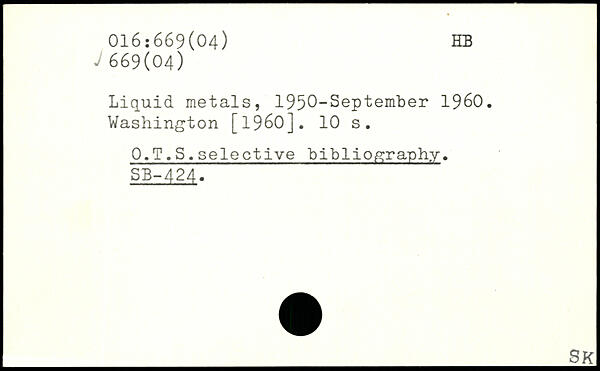 016:669(04) HB
✓ 669(04)
Liquid metals, 1950-September 1960.
Washington [1960]. 10 s.
O.T.S.selective bibliography.
SB-424.
SK